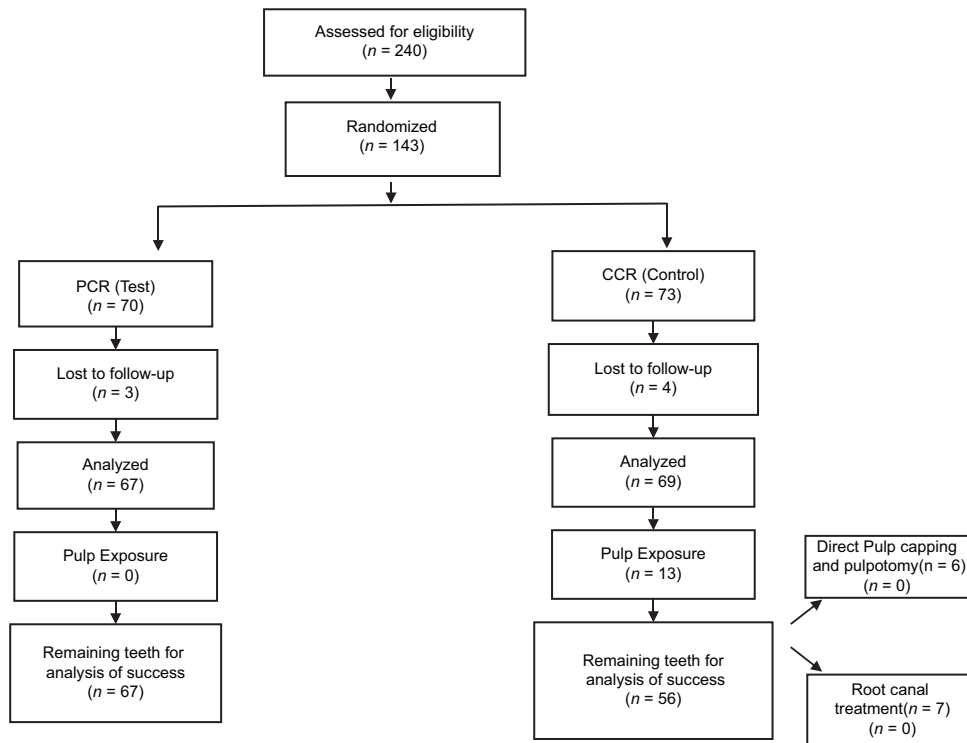 Assessed for eligibility
(n = 240)
Randomized
(n = 143)
PCR (Test)
(n = 70)
Lost to follow-up
(n = 3)
Analyzed
(n = 67)
Pulp Exposure
(n = 0)
Remaining teeth for
analysis of success
(n = 67)
CCR (Control)
(n = 73)
Lost to follow-up
(n = 4)
Analyzed
(n = 69)
Pulp Exposure
(n = 13)
Remaining teeth for
analysis of success
(n = 56)
Direct Pulp capping
and pulpotomy(n = 6)
(n = 0)
Root canal
treatment(n = 7)
(n = 0)